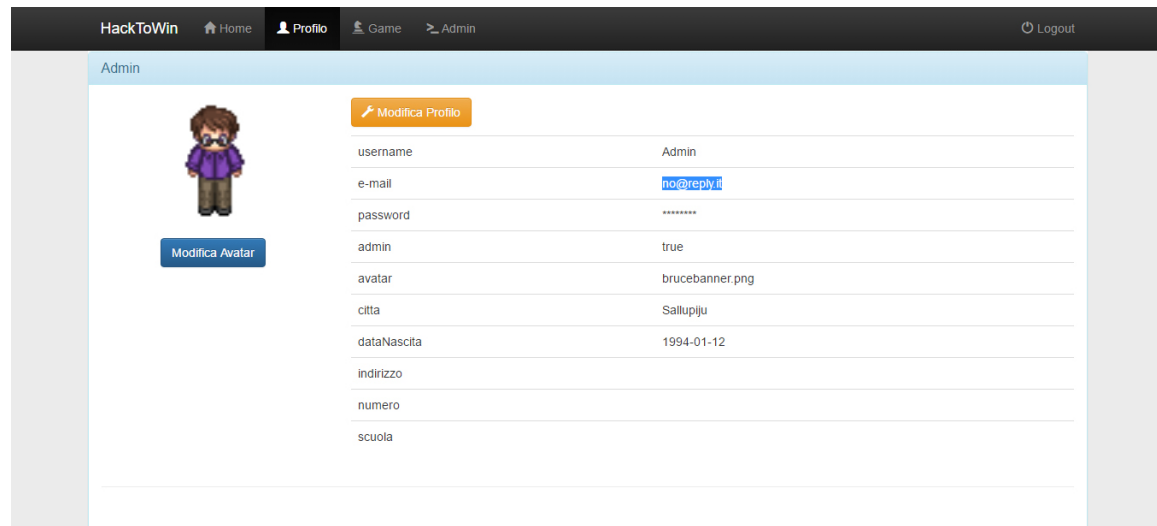 HackToWin Home Profilo Game Admin Logout
Admin
Modifica Profilo
username Admin
e-mail no@reply.it
password ********
Modifica Avatar
admin true
avatar brucebanner.png
citta Sallupiju
dataNascita 1994-01-12
indirizzo
numero
scuola